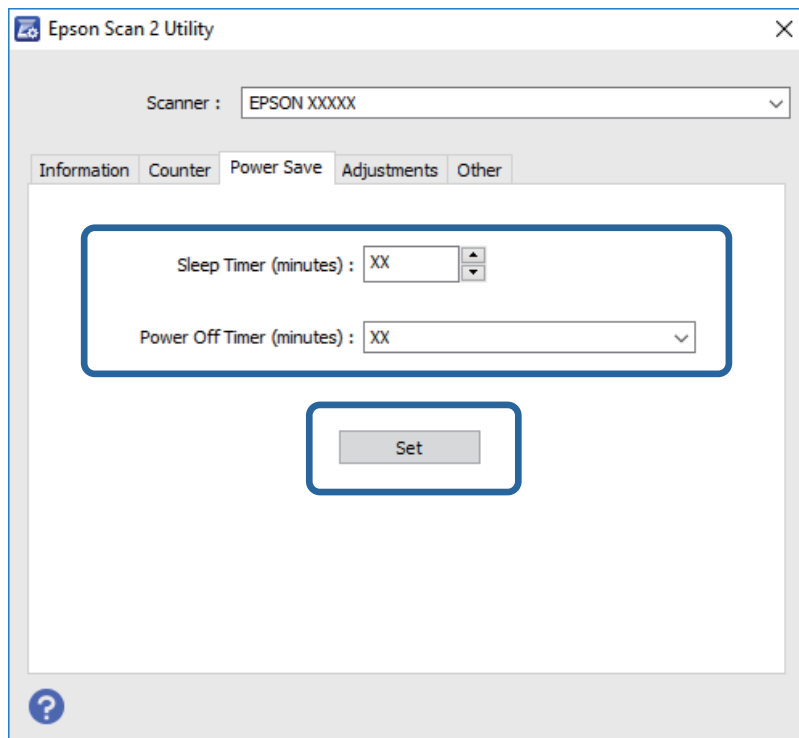 Epson Scan 2 Utility
Scanner : EPSON XXXXX
Information Counter Power Save Adjustments Other
Sleep Timer (minutes) : XX
Power Off Timer (minutes) : XX
Set
?